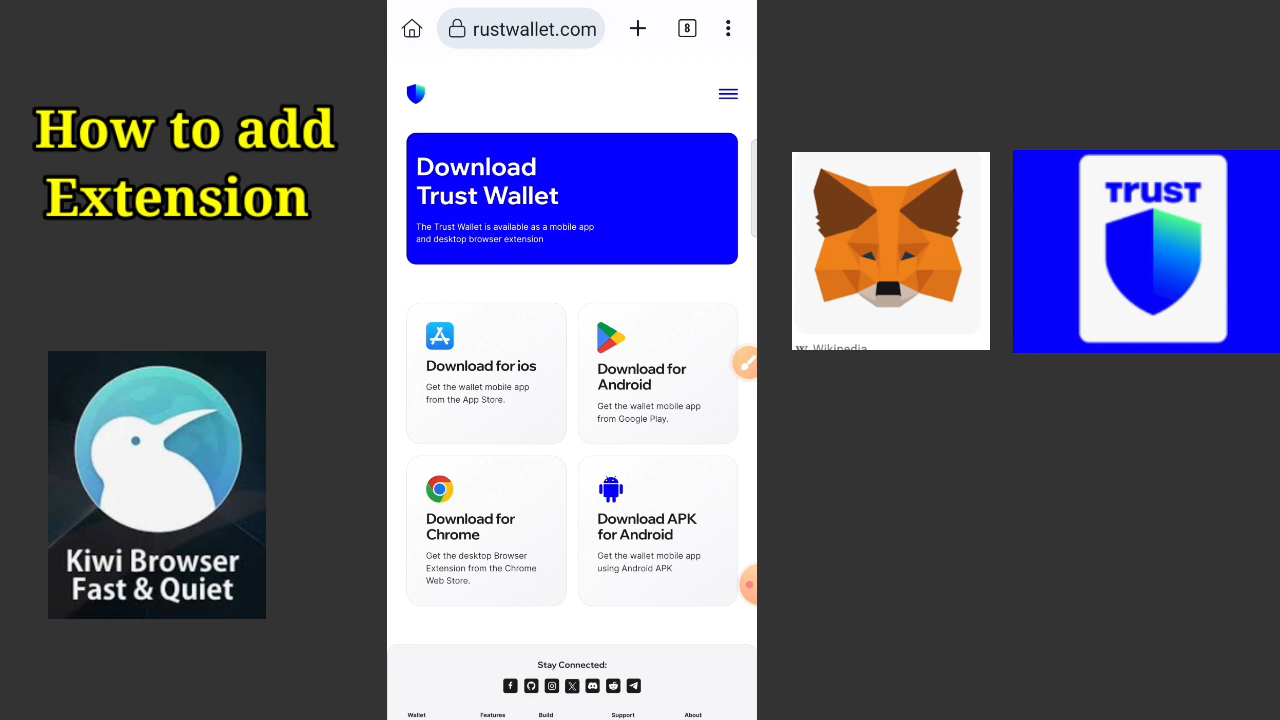 How to add
Extension
Kiwi Browser
Fast & Quiet
rustwallet.com
8
Download
Trust Wallet
The Trust Wallet is available as a mobile app
and desktop browser extension
Download for ios
Get the wallet mobile app
from the App Store.
Download for
Android
Get the wallet mobile app
from Google Play.
Download for
Chrome
Get the desktop Browser
Extension from the Chrome
Web Store.
Download APK
for Android
Get the wallet mobile app
using Android APK
Stay Connected:
Wallet Features Build Support About
W Wikipedia
TRUST